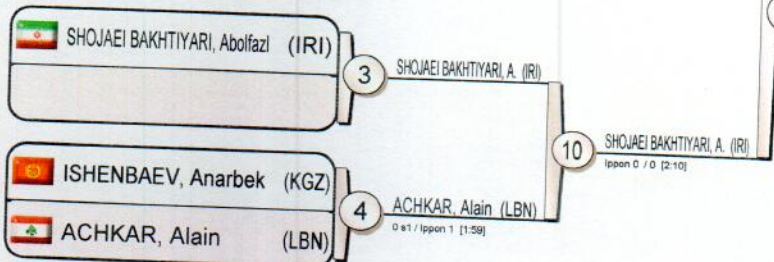 SHOJAEI BAKHTIYARI, Abolfazl (IRI)
3
SHOJAEI BAKHTIYARI, A. (IRI)
10
SHOJAEI BAKHTIYARI, A. (IRI)
Ippon 0 / 0 [2:10]
ISHENBAEV, Anarbek (KGZ)
4
ACHKAR, Alain (LBN)
0 s1 / Ippon 1 [1:59]
ACHKAR, Alain (LBN)